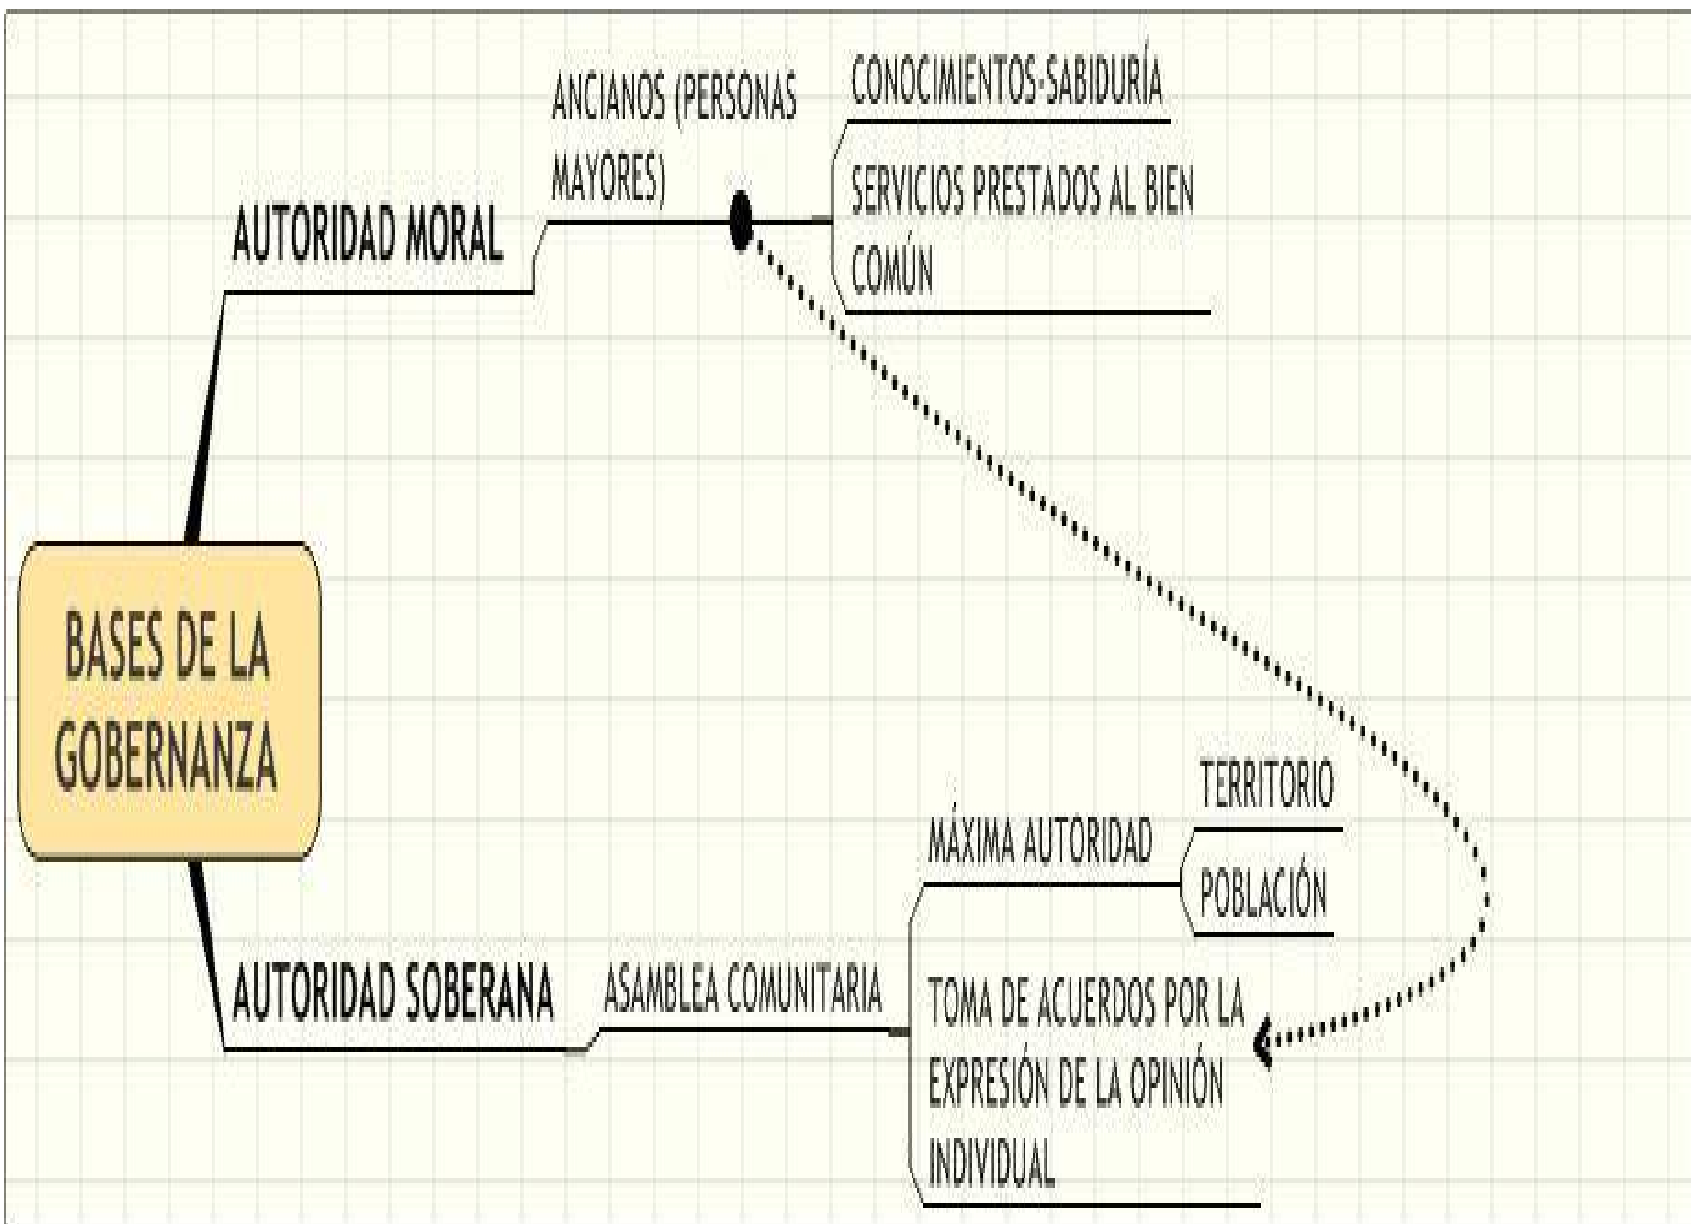 ANCIANOS (PERSONAS
MAYORES)
CONOCIMIENTOS-SABIDURÍA
SERVICIOS PRESTADOS AL BIEN
COMÚN
AUTORIDAD MORAL
BASES DE LA
GOBERNANZA
AUTORIDAD SOBERANA
ASAMBLEA COMUNITARIA
MÁXIMA AUTORIDAD
TERRITORIO
POBLACIÓN
TOMA DE ACUERDOS POR LA
EXPRESIÓN DE LA OPINIÓN
INDIVIDUAL